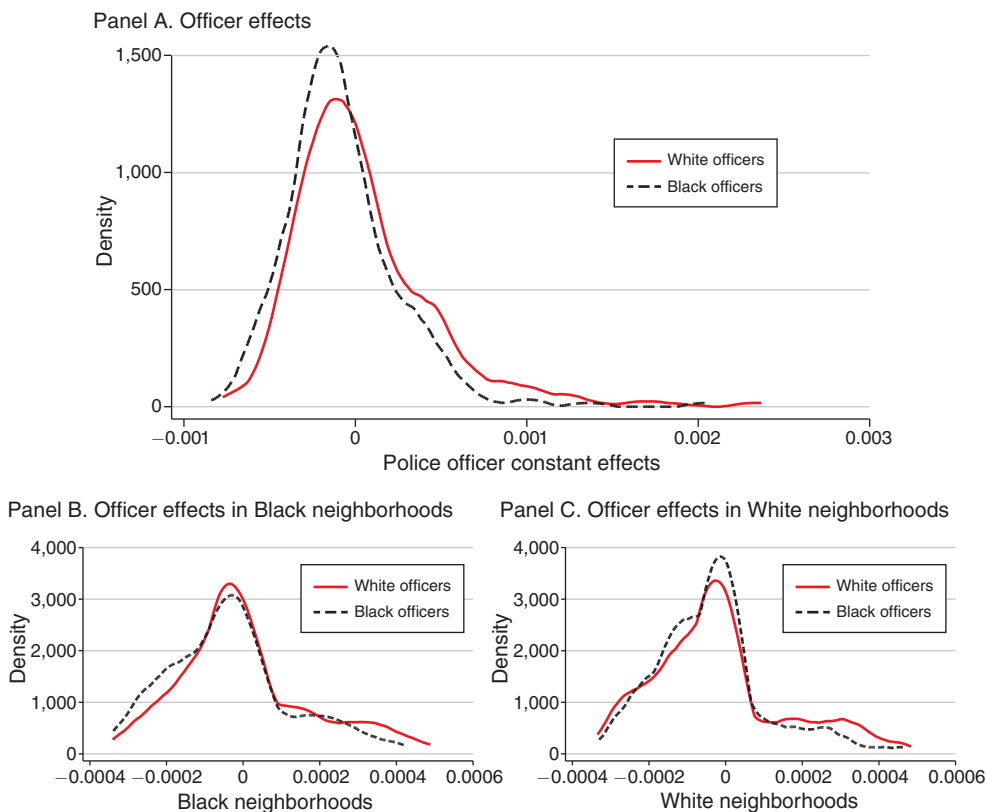 Panel A. Officer effects
1,500
1,000
500
0
Density
White officers
Black officers
−0.001
0
0.001
0.002
0.003
Police officer constant effects
Panel B. Officer effects in Black neighborhoods
4,000
3,000
2,000
1,000
0
Density
White officers
Black officers
−0.0004
−0.0002
0
0.0002
0.0004
0.0006
Black neighborhoods
Panel C. Officer effects in White neighborhoods
4,000
3,000
2,000
1,000
0
Density
White officers
Black officers
−0.0004
−0.0002
0
0.0002
0.0004
0.0006
White neighborhoods